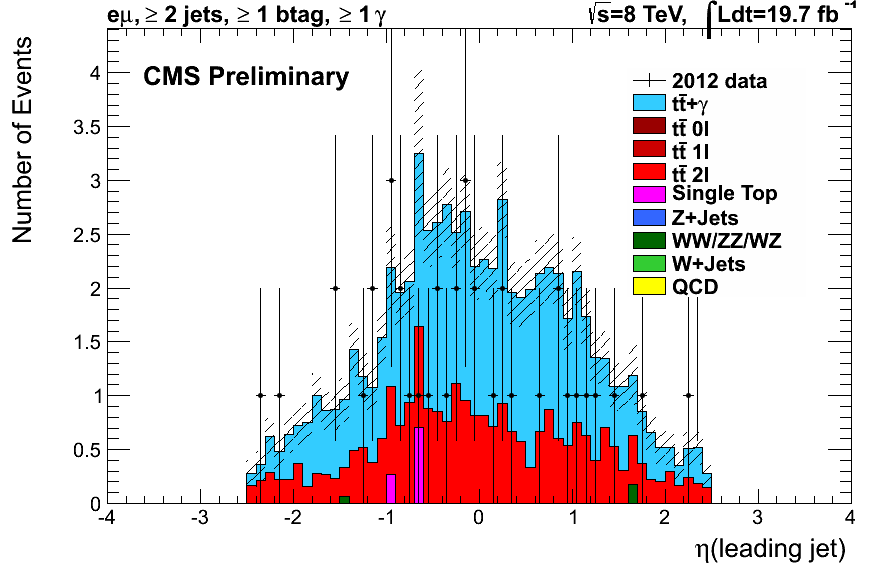 eμ, ≥ 2 jets, ≥ 1 btag, ≥ 1 γ √s=8 TeV, ∫Ldt=19.7 fb⁻¹
CMS Preliminary
Number of Events
4
3.5
3
2.5
2
1.5
1
0.5
0
2012 data
tt̄+γ
tt̄ 0l
tt̄ 1l
tt̄ 2l
Single Top
Z+Jets
WW/ZZ/WZ
W+Jets
QCD
-4 -3 -2 -1 0 1 2 3 4
η(leading jet)